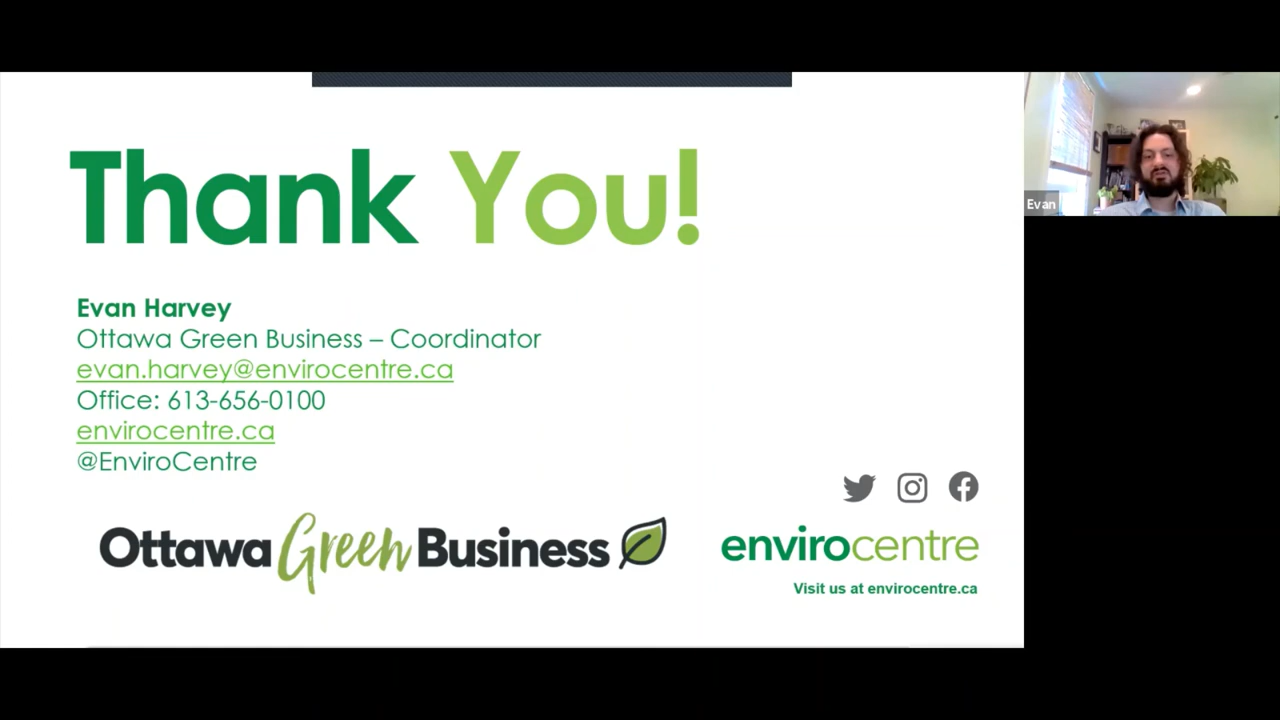 Thank You!
Evan Harvey
Ottawa Green Business – Coordinator
evan.harvey@envirocentre.ca
Office: 613-656-0100
envirocentre.ca
@EnviroCentre
Ottawa Green Business
envirocentre
Visit us at envirocentre.ca
Evan